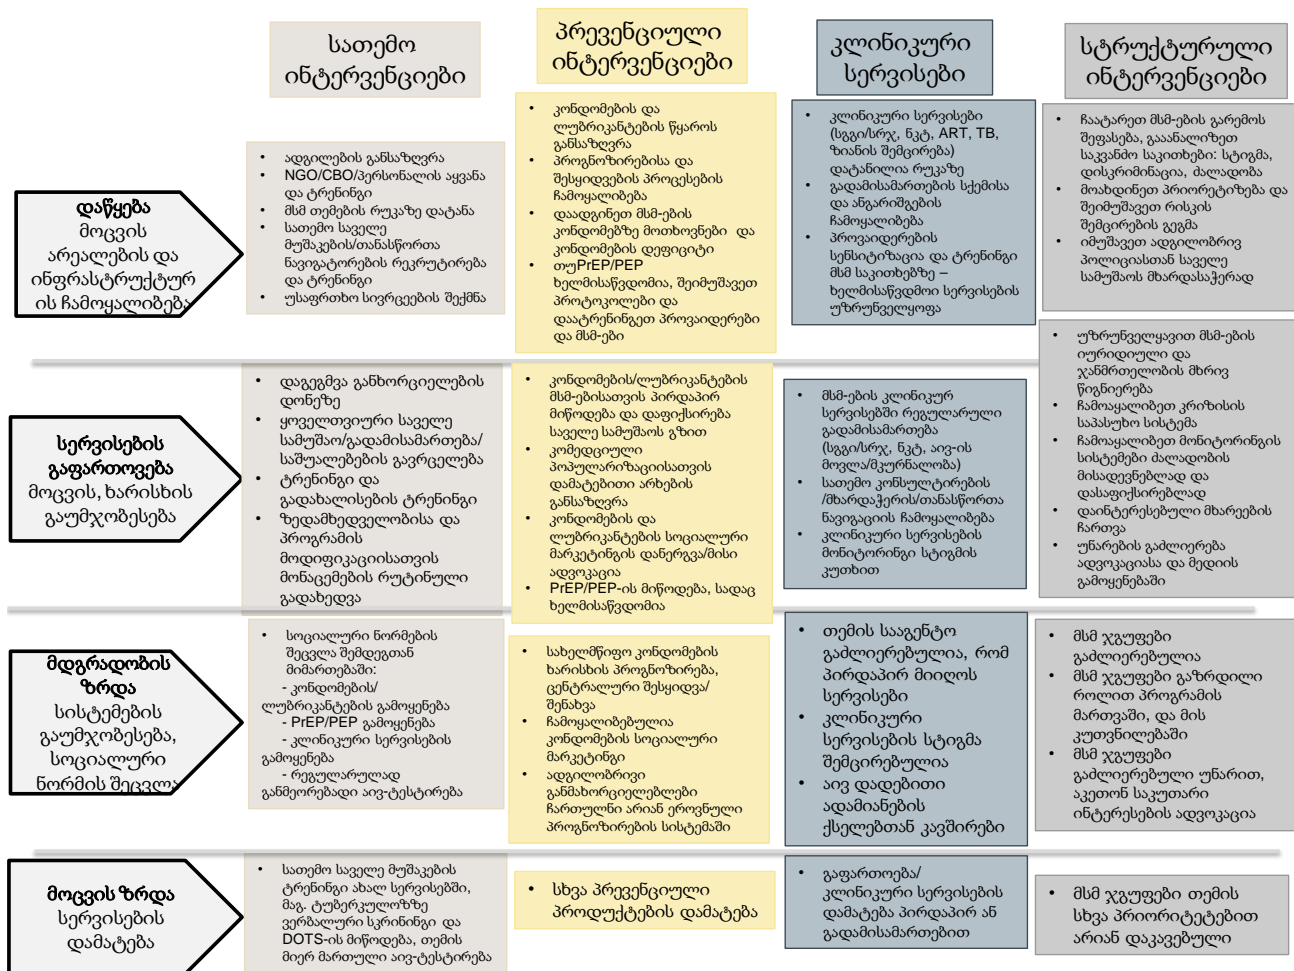 სათემო
ინტერვენციები
პრევენციული
ინტერვენციები
კლინიკური
სერვისები
სტრუქტურული
ინტერვენციები
დაწყება
მოცვის
არეალების და
ინფრასტრუქტურ
ის ჩამოყალიბება
• ადგილების განსაზღვრა
• NGO/CBO/პერსონალის აყვანა
და ტრენინგი
• მსმ თემების რუკაზე დატანა
• სათემო საველე
მუშაკების/თანასწორთა
ნავიგატორების რეკრუტირება
და ტრენინგი
• უსაფრთხო სივრცეების შექმნა
• კონდომების და
ლუბრიკანტების წყაროს
განსაზღვრა
• პროგნოზირებისა და
შესყიდვების პროცესების
ჩამოყალიბება
• დაადგინეთ მსმ-ების
კონდომებზე მოთხოვნები და
კონდომების დეფიციტი
• თუPrEP/PEP
ხელმისაწვდომია, შეიმუშავეთ
პროტოკოლები და
დაატრენინგეთ პროვაიდერები
და მსმ-ები
• კლინიკური სერვისები
(სგგი/სრჯ, ნკტ, ART, TB,
ზიანის შემცირება)
დატანილია რუკაზე
• გადამისამართების სქემისა
და ანგარიშგების
ჩამოყალიბება
• პროვაიდერების
სენსიტიზაცია და ტრენინგი
მსმ საკითხებზე –
ხელმისაწვდმოი სერვისების
უზრუნველყოფა
• ჩაატარეთ მსმ-ების გარემოს
შეფასება, გააანალიზეთ
საკვანძო საკითხები: სტიგმა,
დისკრიმინაცია, ძალადობა
• მოახდინეთ პრიორეტიზება და
შეიმუშავეთ რისკის
შემცირების გეგმა
• იმუშავეთ ადგილობრივ
პოლიციასთან საველე
სამუშაოს მხარდასაჭერად
სერვისების
გაფართოვება
მოცვის, ხარისხის
გაუმჯობესება
• დაგეგმვა განხორციელების
დონეზე
• ყოველთვიური საველე
სამუშაო/გადამისამართება/
საშუალებების გავრცელება
• ტრენინგი და
გადახალისების ტრენინგი
• ზედამხედველობისა და
პროგრამის
მოდიფიკაციისათვის
მონაცემების რუტინული
გადახედვა
• კონდომების/ლუბრიკანტების
მსმ-ებისათვის პირდაპირ
მიწოდება და დაფიქსირება
საველე სამუშაოს გზით
• კომედციული
პოპულარიზაციისათვის
დამატებითი არხების
განსაზღვრა
• კონდომების და
ლუბრიკანტების სოციალური
მარკეტინგის დანერგვა/მისი
ადვოკაცია
• PrEP/PEP-ის მიწოდება, სადაც
ხელმისაწვდომია
• მსმ-ების კლინიკურ
სერვისებში რეგულარული
გადამისამართება
(სგგი/სრჯ, ნკტ, აივ-ის
მოვლა/მკურნალობა)
• სათემო კონსულტირების
/მხარდაჭერის/თანასწორთა
ნავიგაციის ჩამოყალიბება
• კლინიკური სერვისების
მონიტორინგი სტიგმის
კუთხით
• უზრუნველყავით მსმ-ების
იურიდიული და
ჯანმრთელობის მხრივ
წიგნიერება
• ჩამოაყალიბეთ კრიზისის
საპასუხო სისტემა
• ჩამოაყალიბეთ მონიტორინგის
სისტემები ძალადობის
მისადევნებლად და
დასაფიქსირებლად
• დაინტერესებული მხარეების
ჩართვა
• უნარების გაძლიერება
ადვოკაციასა და მედიის
გამოყენებაში
მდგრადობის
ზრდა
სისტემების
გაუმჯობესება,
სოციალური
ნორმის შეცვლა
• სოციალური ნორმების
შეცვლა შემდეგთან
მიმართებაში:
- კონდომების/
ლუბრიკანტების გამოყენება
- PrEP/PEP გამოყენება
- კლინიკური სერვისების
გამოყენება
- რეგულარულად
განმეორებადი აივ-ტესტირება
• სახელმწიფო კონდომების
ხარისხის პროგნოზირება,
ცენტრალური შესყიდვა/
შენახვა
• ჩამოყალიბებულია
კონდომების სოციალური
მარკეტინგი
• ადგილობრივი
განმახორციელებლები
ჩართულნი არიან ეროვნული
პროგნოზირების სისტემაში
• თემის სააგენტო
გაძლიერებულია, რომ
პირდაპირ მიიღოს
სერვისები
• კლინიკური
სერვისების სტიგმა
შემცირებულია
• აივ დადებითი
ადამიანების
ქსელებთან კავშირები
• მსმ ჯგუფები
გაძლიერებულია
• მსმ ჯგუფები გაზრდილი
როლით პროგრამის
მართვაში, და მის
კუთვნილებაში
• მსმ ჯგუფები
გაძლიერებული უნარით,
აკეთონ საკუთარი
ინტერესების ადვოკაცია
მოცვის ზრდა
სერვისების
დამატება
• სათემო საველე მუშაკების
ტრენინგი ახალ სერვისებში,
მაგ. ტუბერკულოზზე
ვერბალური სკრინინგი და
DOTS-ის მიწოდება, თემის
მიერ მართული აივ-ტესტირება
• სხვა პრევენციული
პროდუქტების დამატება
• გაფართოება/
კლინიკური სერვისების
დამატება პირდაპირ ან
გადამისამართებით
• მსმ ჯგუფები თემის
სხვა პრიორიტეტებით
არიან დაკავებული